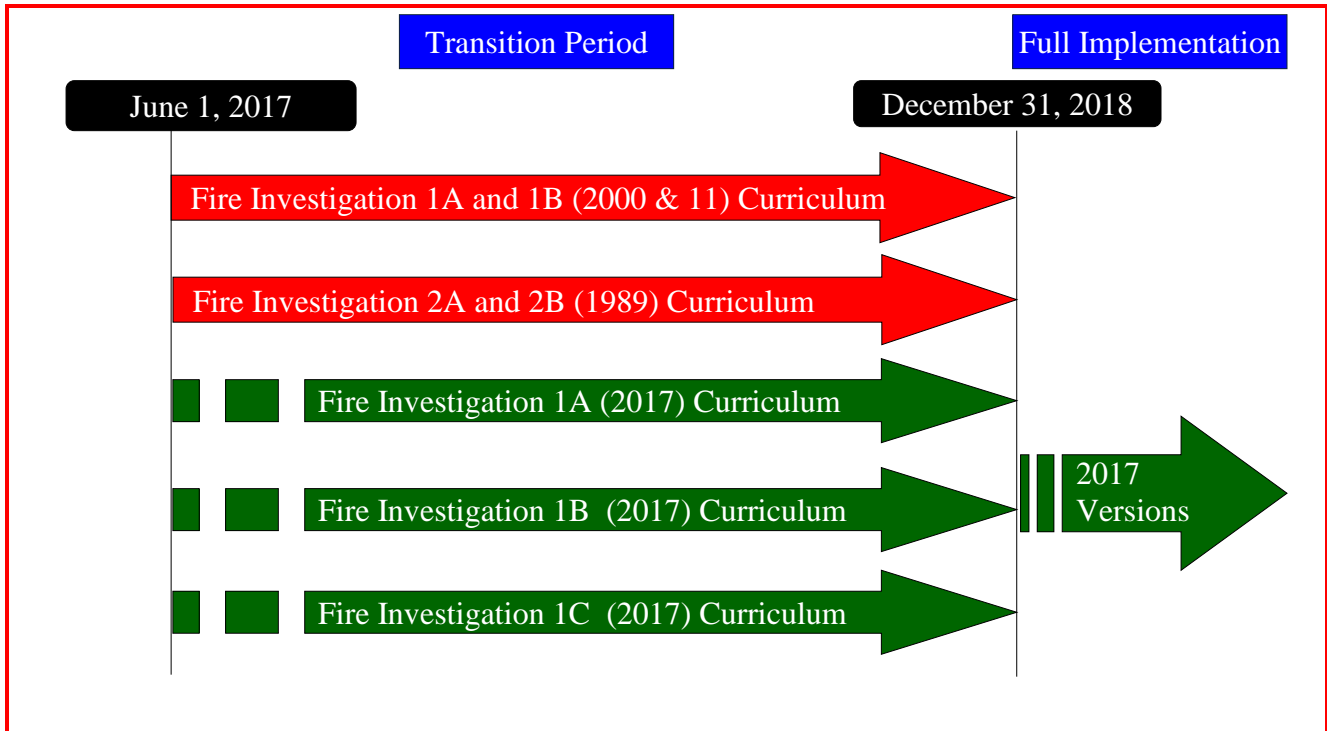 Transition Period
Full Implementation
June 1, 2017
December 31, 2018
Fire Investigation 1A and 1B (2000 & 11) Curriculum
Fire Investigation 2A and 2B (1989) Curriculum
Fire Investigation 1A (2017) Curriculum
Fire Investigation 1B  (2017) Curriculum
Fire Investigation 1C  (2017) Curriculum
2017
Versions